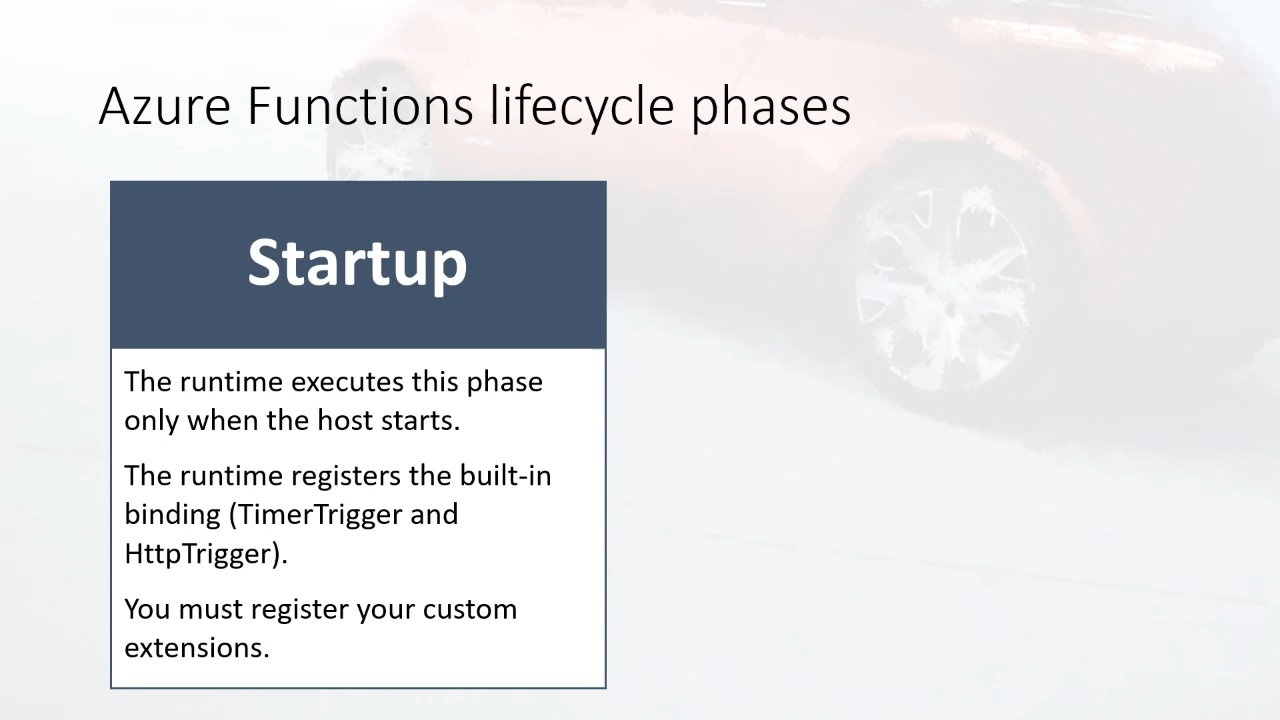 Azure Functions lifecycle phases
Startup
The runtime executes this phase
only when the host starts.
The runtime registers the built-in
binding (TimerTrigger and
HttpTrigger).
You must register your custom
extensions.